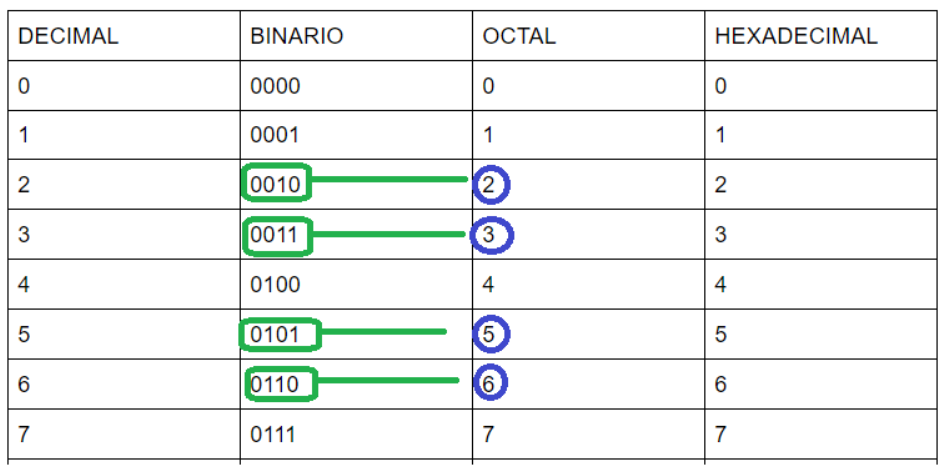 DECIMAL BINARIO OCTAL HEXADECIMAL
0 0000 0 0
1 0001 1 1
2 0010 2 2
3 0011 3 3
4 0100 4 4
5 0101 5 5
6 0110 6 6
7 0111 7 7